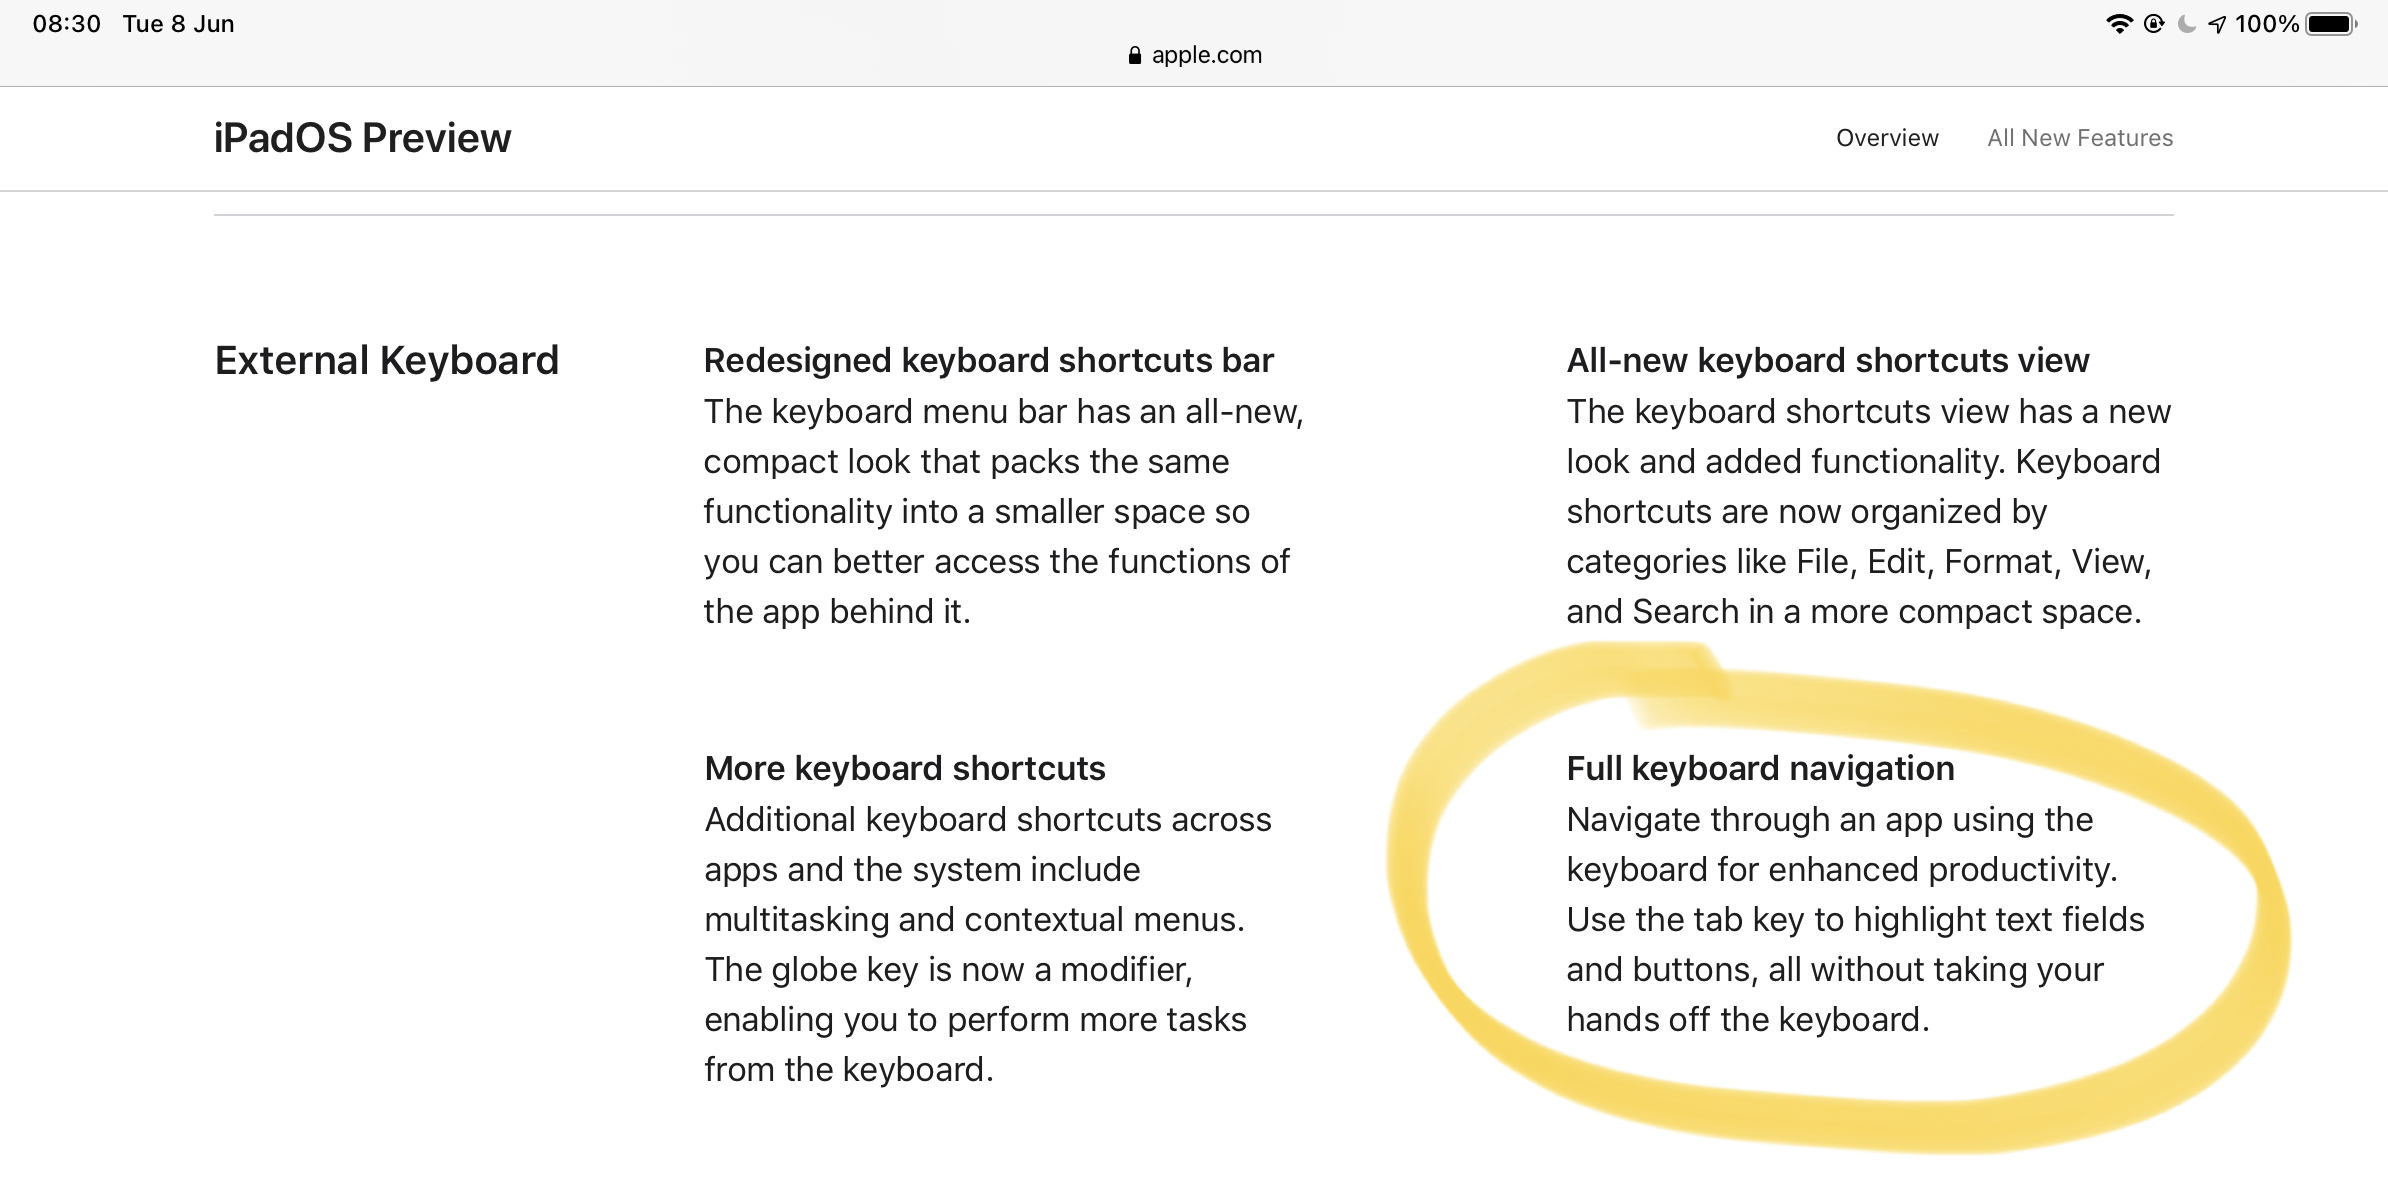 08:30 Tue 8 Jun
100%
apple.com
iPadOS Preview
Overview All New Features
External Keyboard
Redesigned keyboard shortcuts bar
The keyboard menu bar has an all-new,
compact look that packs the same
functionality into a smaller space so
you can better access the functions of
the app behind it.
All-new keyboard shortcuts view
The keyboard shortcuts view has a new
look and added functionality. Keyboard
shortcuts are now organized by
categories like File, Edit, Format, View,
and Search in a more compact space.
More keyboard shortcuts
Additional keyboard shortcuts across
apps and the system include
multitasking and contextual menus.
The globe key is now a modifier,
enabling you to perform more tasks
from the keyboard.
Full keyboard navigation
Navigate through an app using the
keyboard for enhanced productivity.
Use the tab key to highlight text fields
and buttons, all without taking your
hands off the keyboard.